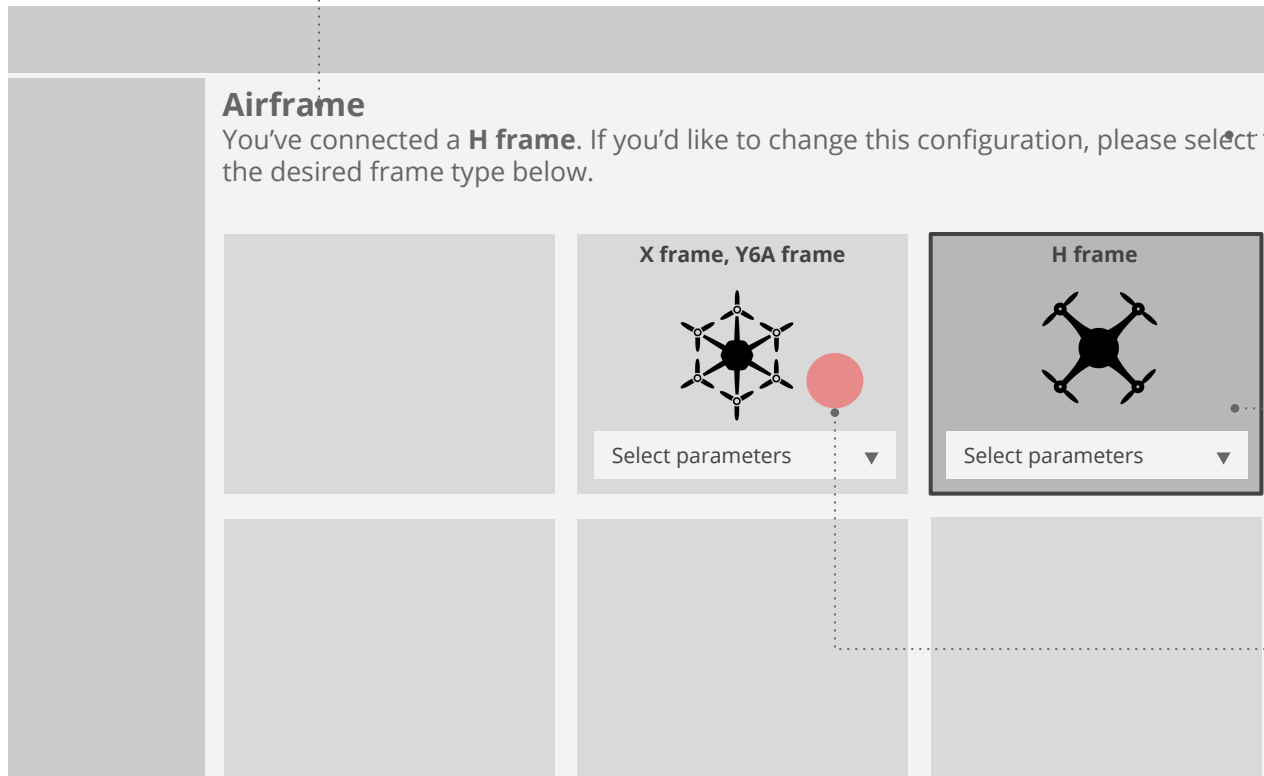 Airframe
You’ve connected a H frame. If you’d like to change this configuration, please select
the desired frame type below.
X frame, Y6A frame
H frame
Select parameters
Select parameters